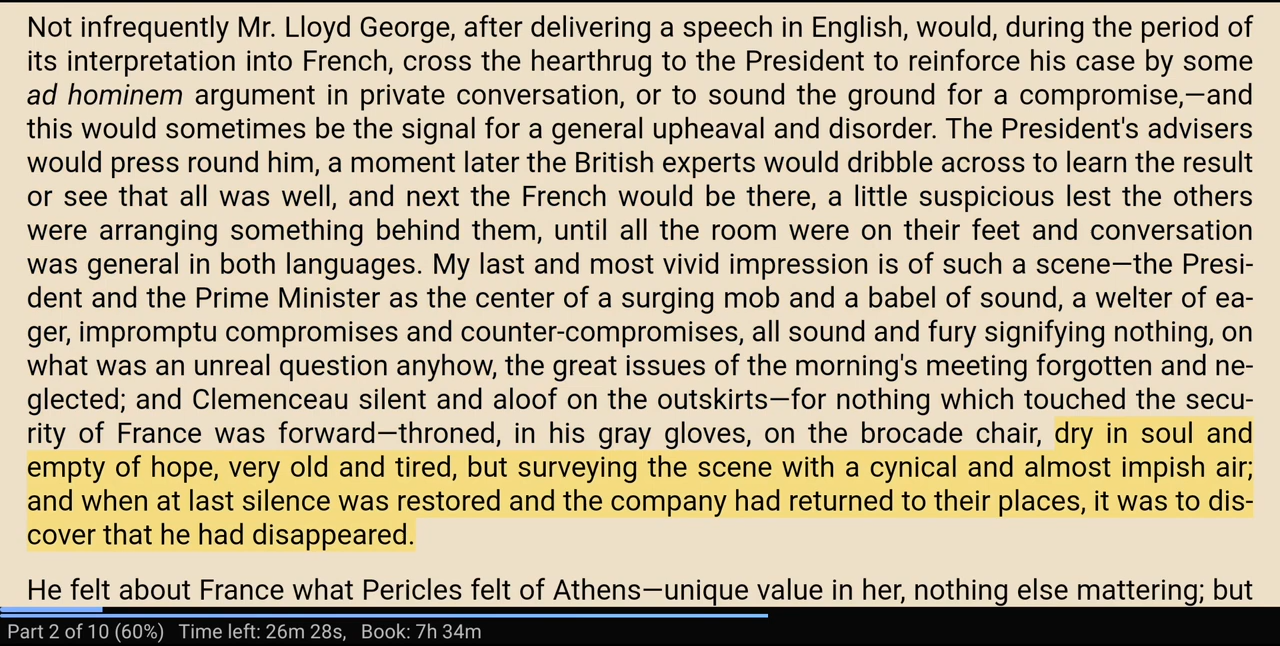 Not infrequently Mr. Lloyd George, after delivering a speech in English, would, during the period of
its interpretation into French, cross the hearthrug to the President to reinforce his case by some
ad hominem argument in private conversation, or to sound the ground for a compromise,—and
this would sometimes be the signal for a general upheaval and disorder. The President's advisers
would press round him, a moment later the British experts would dribble across to learn the result
or see that all was well, and next the French would be there, a little suspicious lest the others
were arranging something behind them, until all the room were on their feet and conversation
was general in both languages. My last and most vivid impression is of such a scene—the Presi-
dent and the Prime Minister as the center of a surging mob and a babel of sound, a welter of ea-
ger, impromptu compromises and counter-compromises, all sound and fury signifying nothing, on
what was an unreal question anyhow, the great issues of the morning's meeting forgotten and ne-
glected; and Clemenceau silent and aloof on the outskirts—for nothing which touched the secu-
rity of France was forward—throned, in his gray gloves, on the brocade chair, dry in soul and
empty of hope, very old and tired, but surveying the scene with a cynical and almost impish air;
and when at last silence was restored and the company had returned to their places, it was to dis-
cover that he had disappeared.
He felt about France what Pericles felt of Athens—unique value in her, nothing else mattering; but
Part 2 of 10 (60%) Time left: 26m 28s, Book: 7h 34m